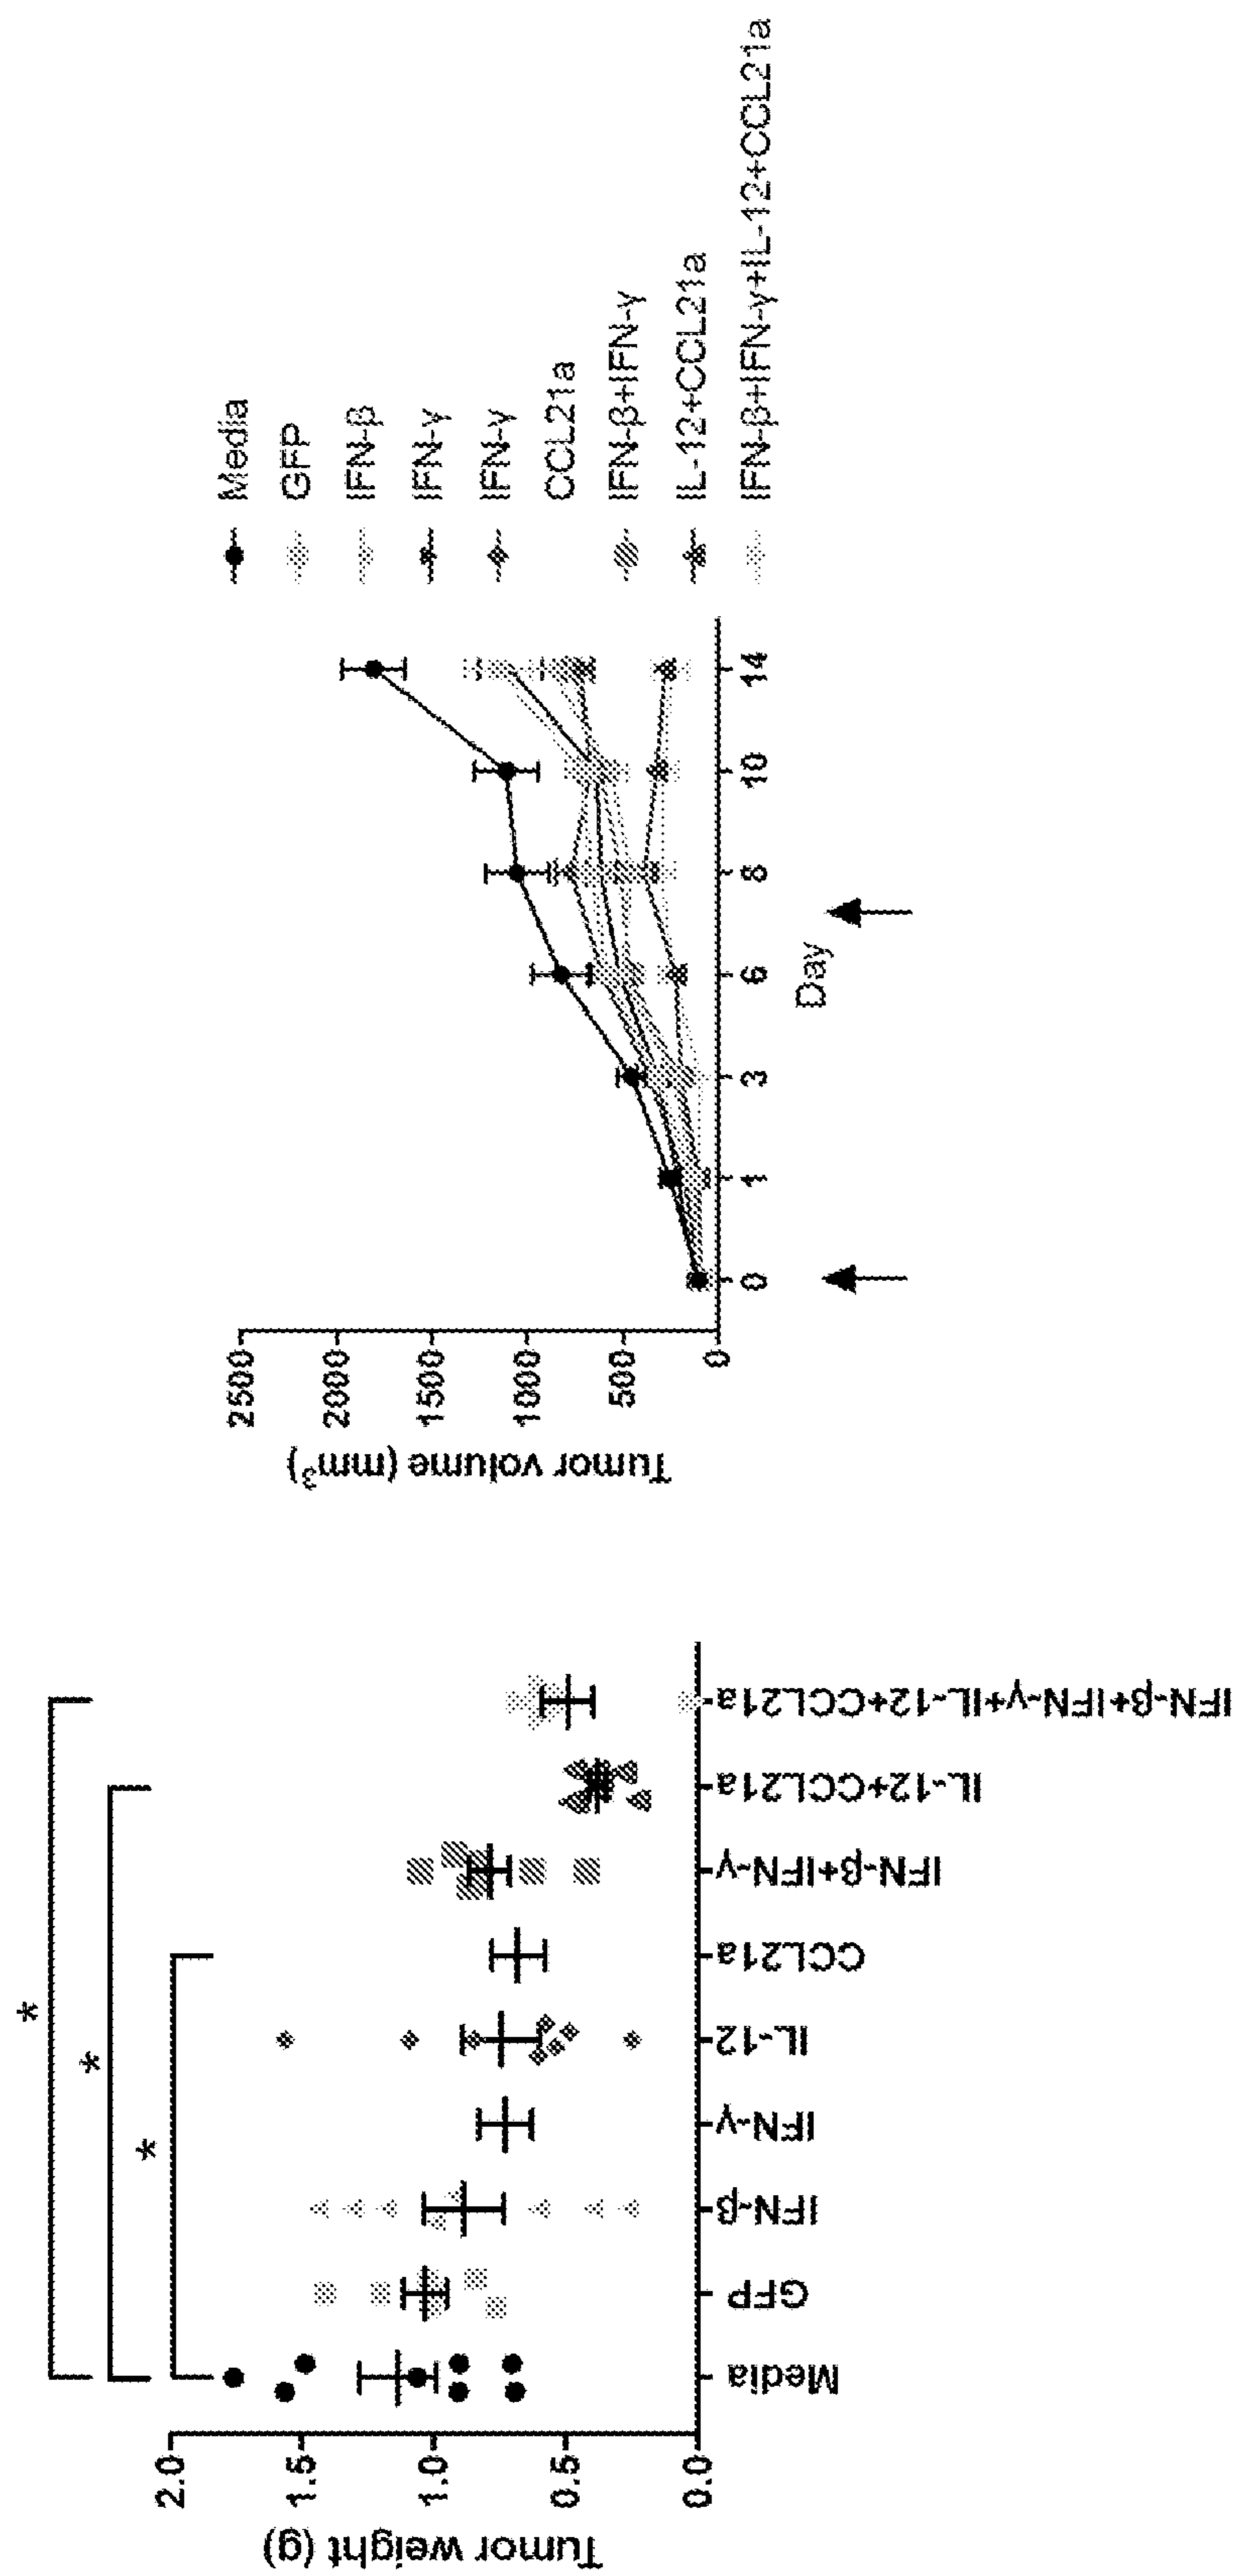 Tumor weight (g)
2.0
1.5
1.0
0.5
0.0
*
*
*
Media
GFP
IFN-β
IFN-γ
IL-12
CCL21a
IFN-β+IFN-γ
IL-12+CCL21a
IFN-β+IFN-γ+IL-12+CCL21a
Tumor volume (mm³)
2500
2000
1500
1000
500
0
0 1 3 6 8 10 14
Day
Media
GFP
IFN-β
IFN-γ
IFN-γ
CCL21a
IFN-β+IFN-γ
IL-12+CCL21a
IFN-β+IFN-γ+IL-12+CCL21a